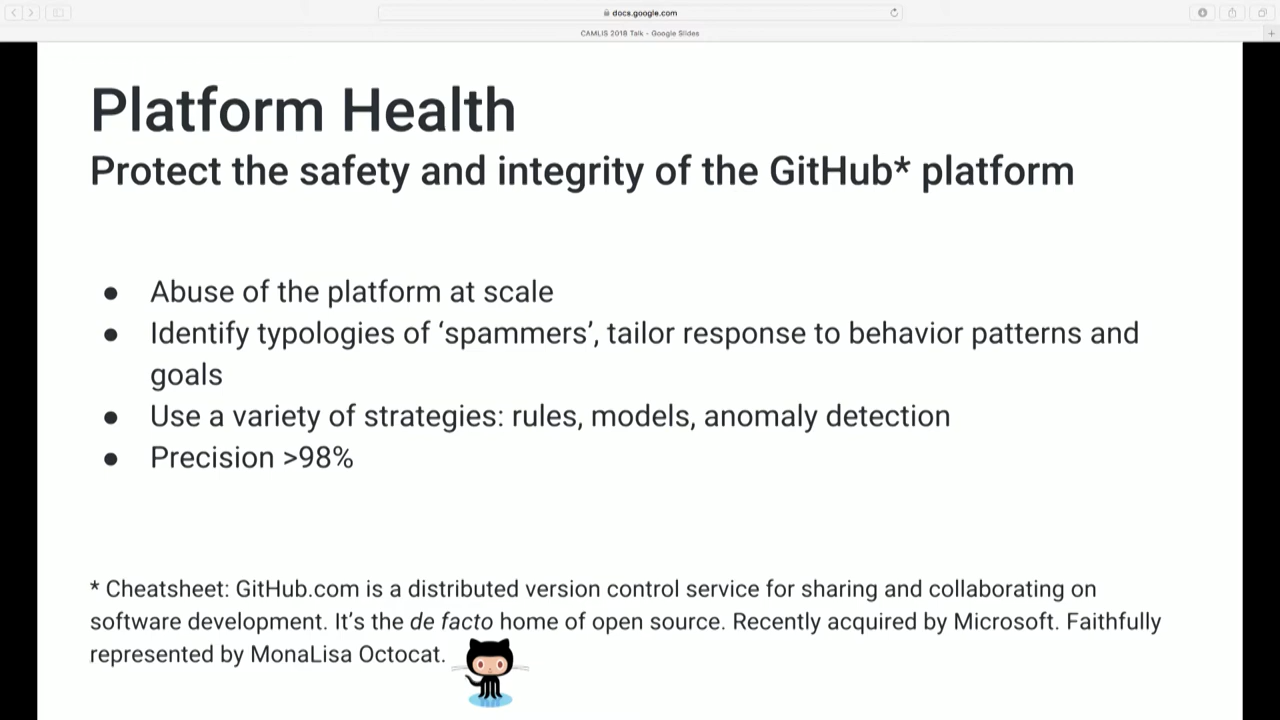 docs.google.com
CAMLIS 2018 Talk - Google Slides
Platform Health
Protect the safety and integrity of the GitHub* platform
● Abuse of the platform at scale
● Identify typologies of ‘spammers’, tailor response to behavior patterns and
goals
● Use a variety of strategies: rules, models, anomaly detection
● Precision >98%
* Cheatsheet: GitHub.com is a distributed version control service for sharing and collaborating on
software development. It’s the de facto home of open source. Recently acquired by Microsoft. Faithfully
represented by MonaLisa Octocat.